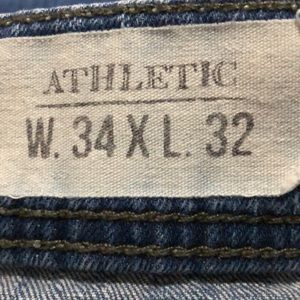 ATHLETIC
W. 34 X L. 32